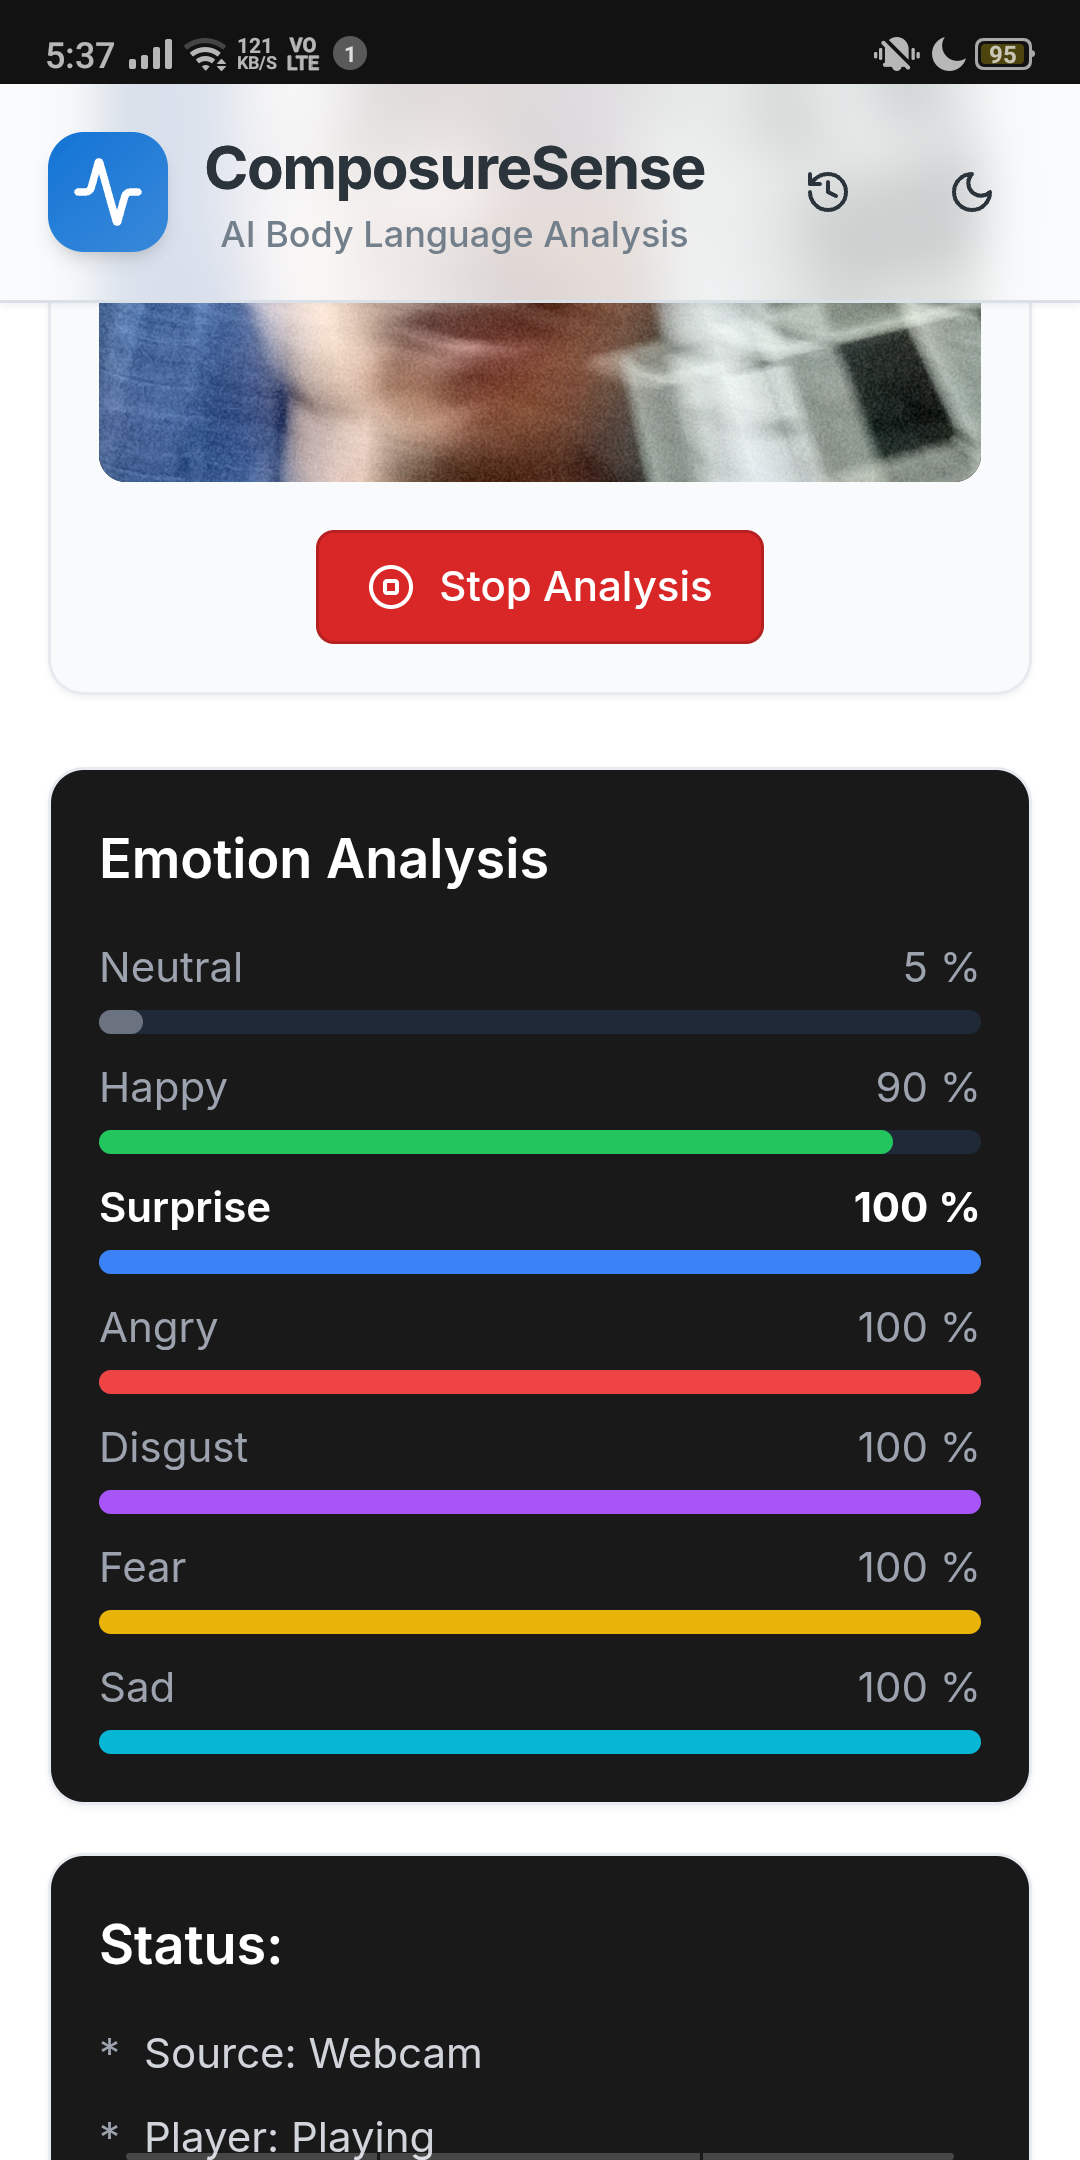 5:37 121 KB/S VO LTE 1 95
ComposureSense
AI Body Language Analysis
Stop Analysis
Emotion Analysis
Neutral 5 %
Happy 90 %
Surprise 100 %
Angry 100 %
Disgust 100 %
Fear 100 %
Sad 100 %
Status:
* Source: Webcam
* Player: Playing